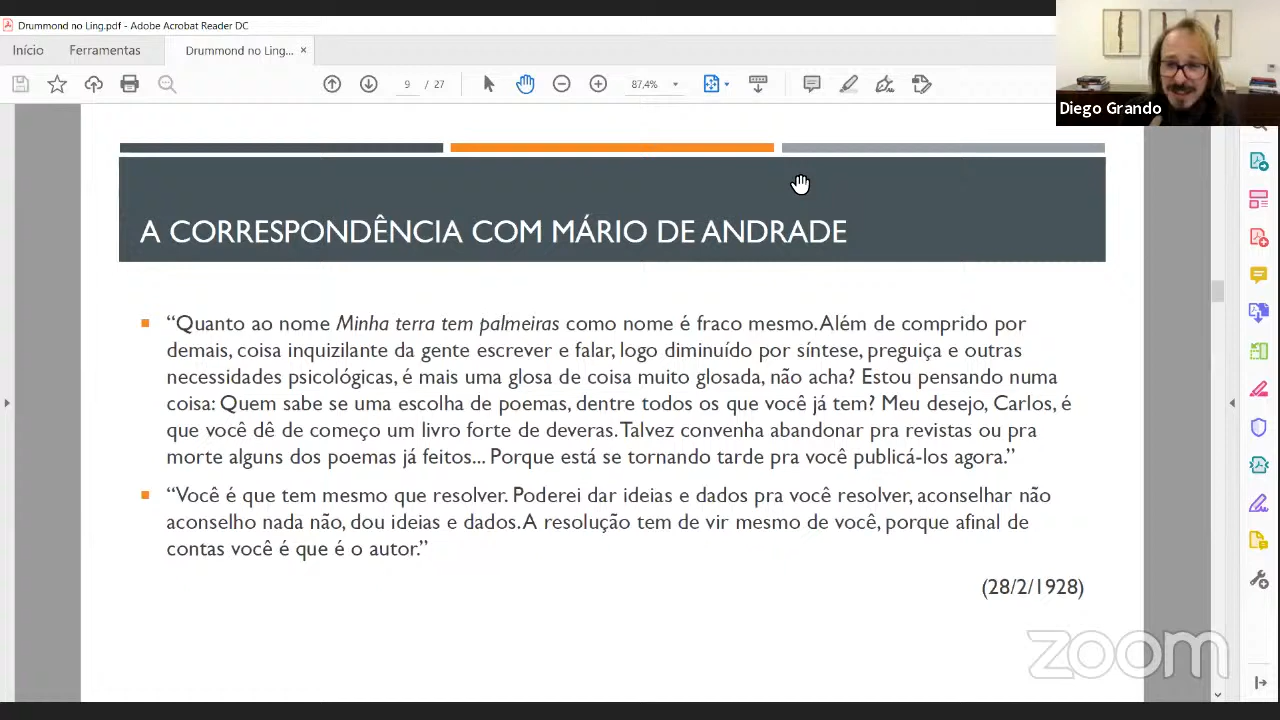 Drummond no Ling.pdf - Adobe Acrobat Reader DC
Início Ferramentas Drummond no Ling... ×
9 / 27 87,4%
Diego Grando
A CORRESPONDÊNCIA COM MÁRIO DE ANDRADE
“Quanto ao nome Minha terra tem palmeiras como nome é fraco mesmo. Além de comprido por
demais, coisa inquizilante da gente escrever e falar, logo diminuído por síntese, preguiça e outras
necessidades psicológicas, é mais uma glosa de coisa muito glosada, não acha? Estou pensando numa
coisa: Quem sabe se uma escolha de poemas, dentre todos os que você já tem? Meu desejo, Carlos, é
que você dê de começo um livro forte de deveras. Talvez convenha abandonar pra revistas ou pra
morte alguns dos poemas já feitos... Porque está se tornando tarde pra você publicá-los agora.”
“Você é que tem mesmo que resolver. Poderei dar ideias e dados pra você resolver, aconselhar não
aconselho nada não, dou ideias e dados. A resolução tem de vir mesmo de você, porque afinal de
contas você é que é o autor.”
(28/2/1928)
zoom